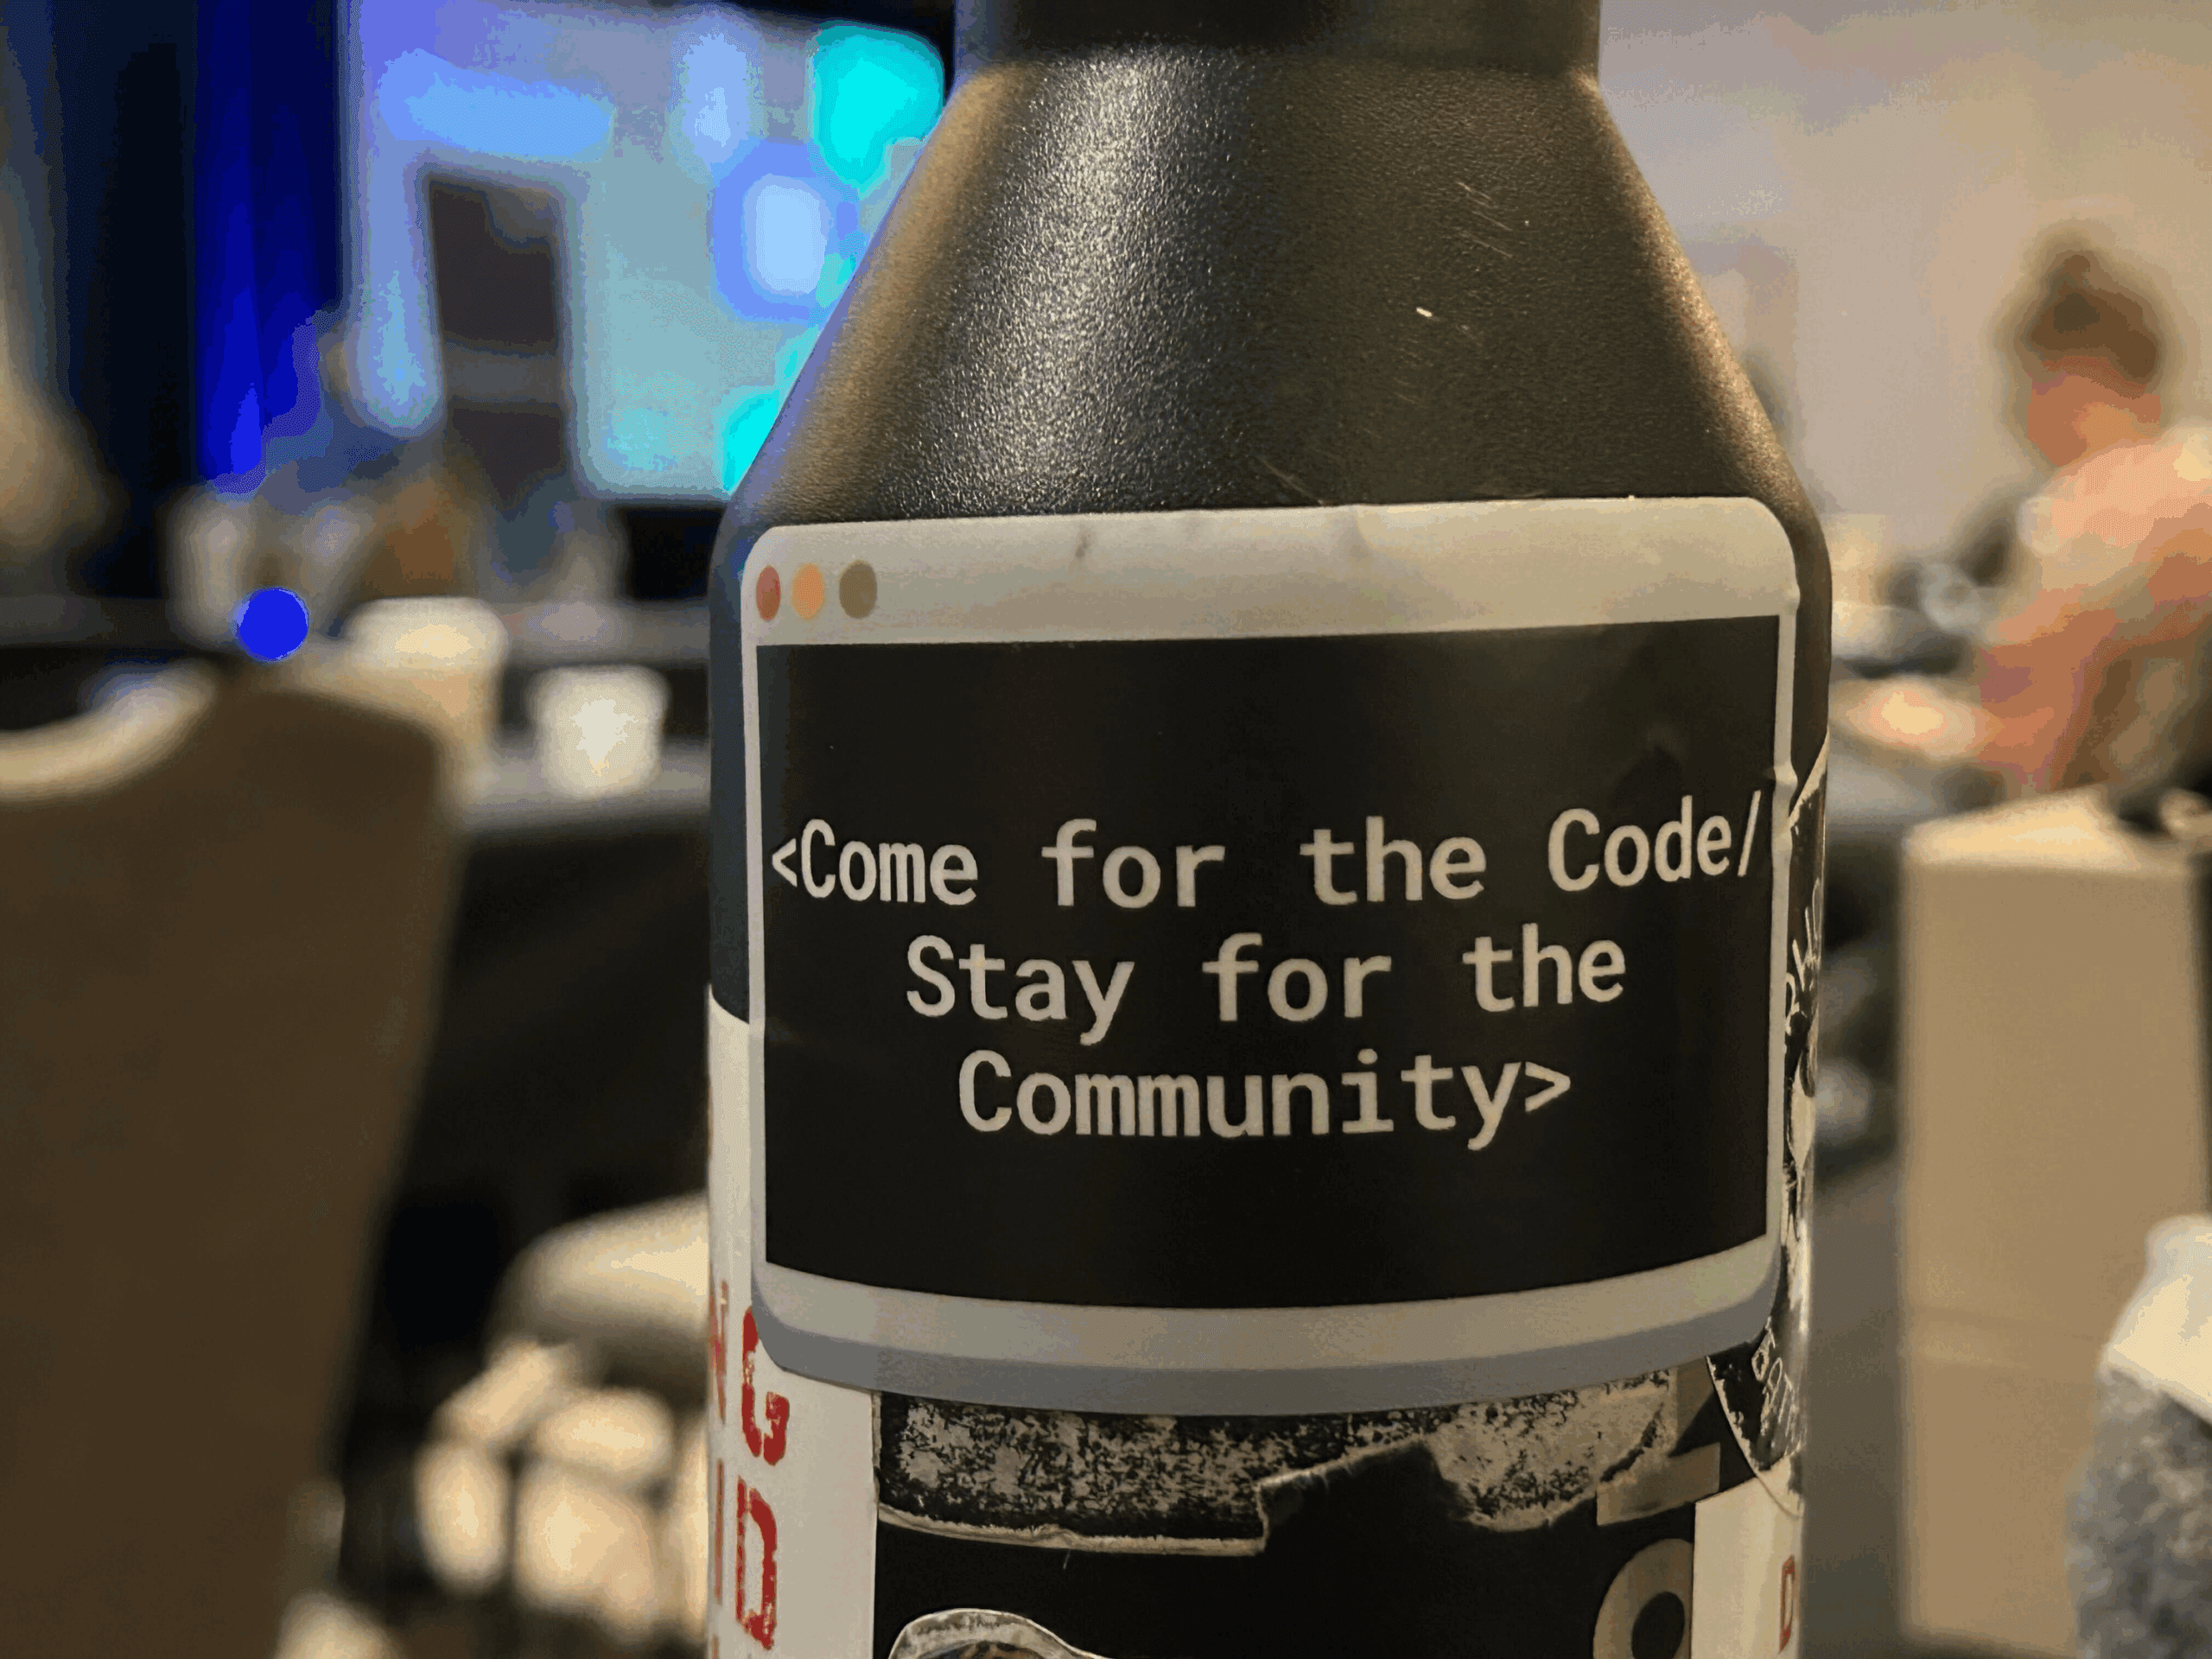 <Come for the Code/
Stay for the
Community>